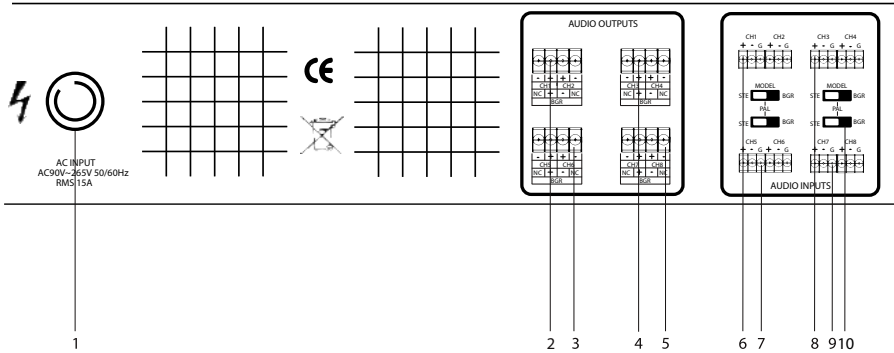 AUDIO OUTPUTS
- + + -   - + + -
CH1 CH2   CH3 CH4
NC + - NC   NC + - NC
BGR   BGR
- + + -   - + + -
CH5 CH6   CH7 CH8
NC + - NC   NC + - NC
BGR   BGR
CH1 CH2   CH3 CH4
+ - G + - G   + - G + - G
MODEL   MODEL
STE BGR   STE BGR
PAL   PAL
STE BGR   STE BGR
CH5 CH6   CH7 CH8
+ - G + - G   + - G + - G
AUDIO INPUTS
CE
AC INPUT
AC90V~265V 50/60Hz
RMS 15A
1 2 3 4 5 6 7 8 9 10